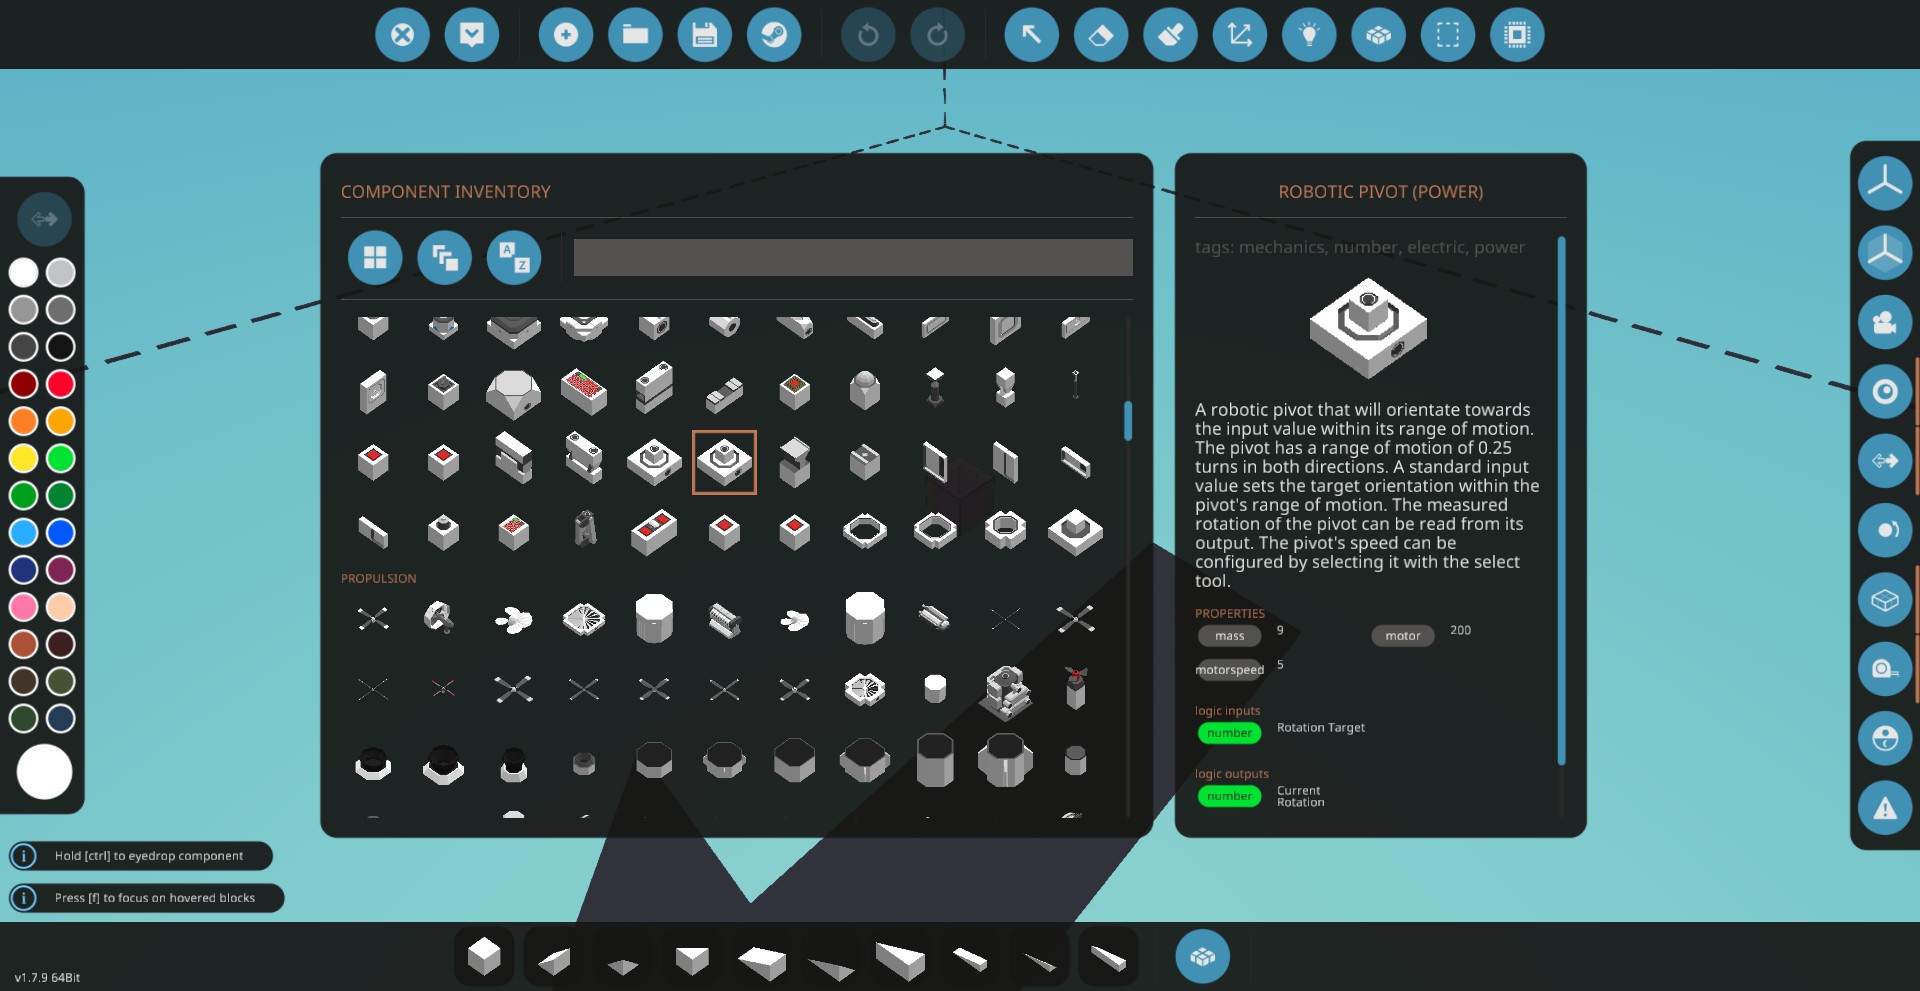 COMPONENT INVENTORY
A
Z
PROPULSION
ROBOTIC PIVOT (POWER)
tags: mechanics, number, electric, power
A robotic pivot that will orientate towards
the input value within its range of motion.
The pivot has a range of motion of 0.25
turns in both directions. A standard input
value sets the target orientation within the
pivot's range of motion. The measured
rotation of the pivot can be read from its
output. The pivot's speed can be
configured by selecting it with the select
tool.
PROPERTIES
mass 9 motor 200
motorspeed 5
logic inputs
number Rotation Target
logic outputs
number Current
Rotation
Hold [ctrl] to eyedrop component
Press [f] to focus on hovered blocks
v1.7.9 64Bit